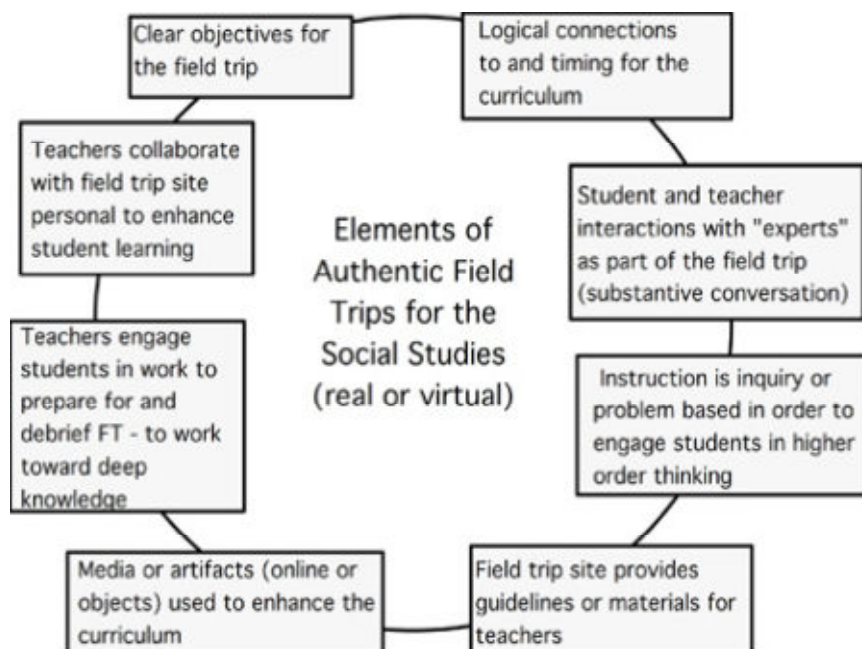 Clear objectives for
the field trip
Logical connections
to and timing for the
curriculum
Teachers collaborate
with field trip site
personal to enhance
student learning
Student and teacher
interactions with "experts"
as part of the field trip
(substantive conversation)
Elements of
Authentic Field
Trips for the
Social Studies
(real or virtual)
Teachers engage
students in work to
prepare for and
debrief FT - to work
toward deep
knowledge
Instruction is inquiry or
problem based in order to
engage students in higher
order thinking
Media or artifacts (online or
objects) used to enhance the
curriculum
Field trip site provides
guidelines or materials for
teachers